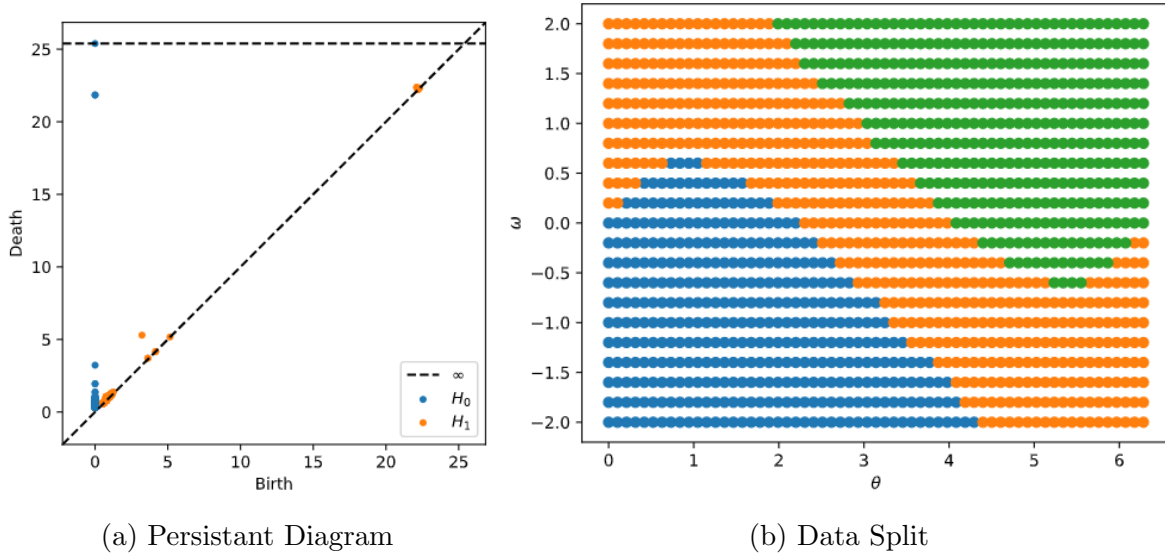 25
20
15
10
5
0
Death
0 5 10 15 20 25
Birth
∞
H₀
H₁
2.0
1.5
1.0
0.5
0.0
−0.5
−1.0
−1.5
−2.0
ω
0 1 2 3 4 5 6
θ
(a) Persistant Diagram
(b) Data Split